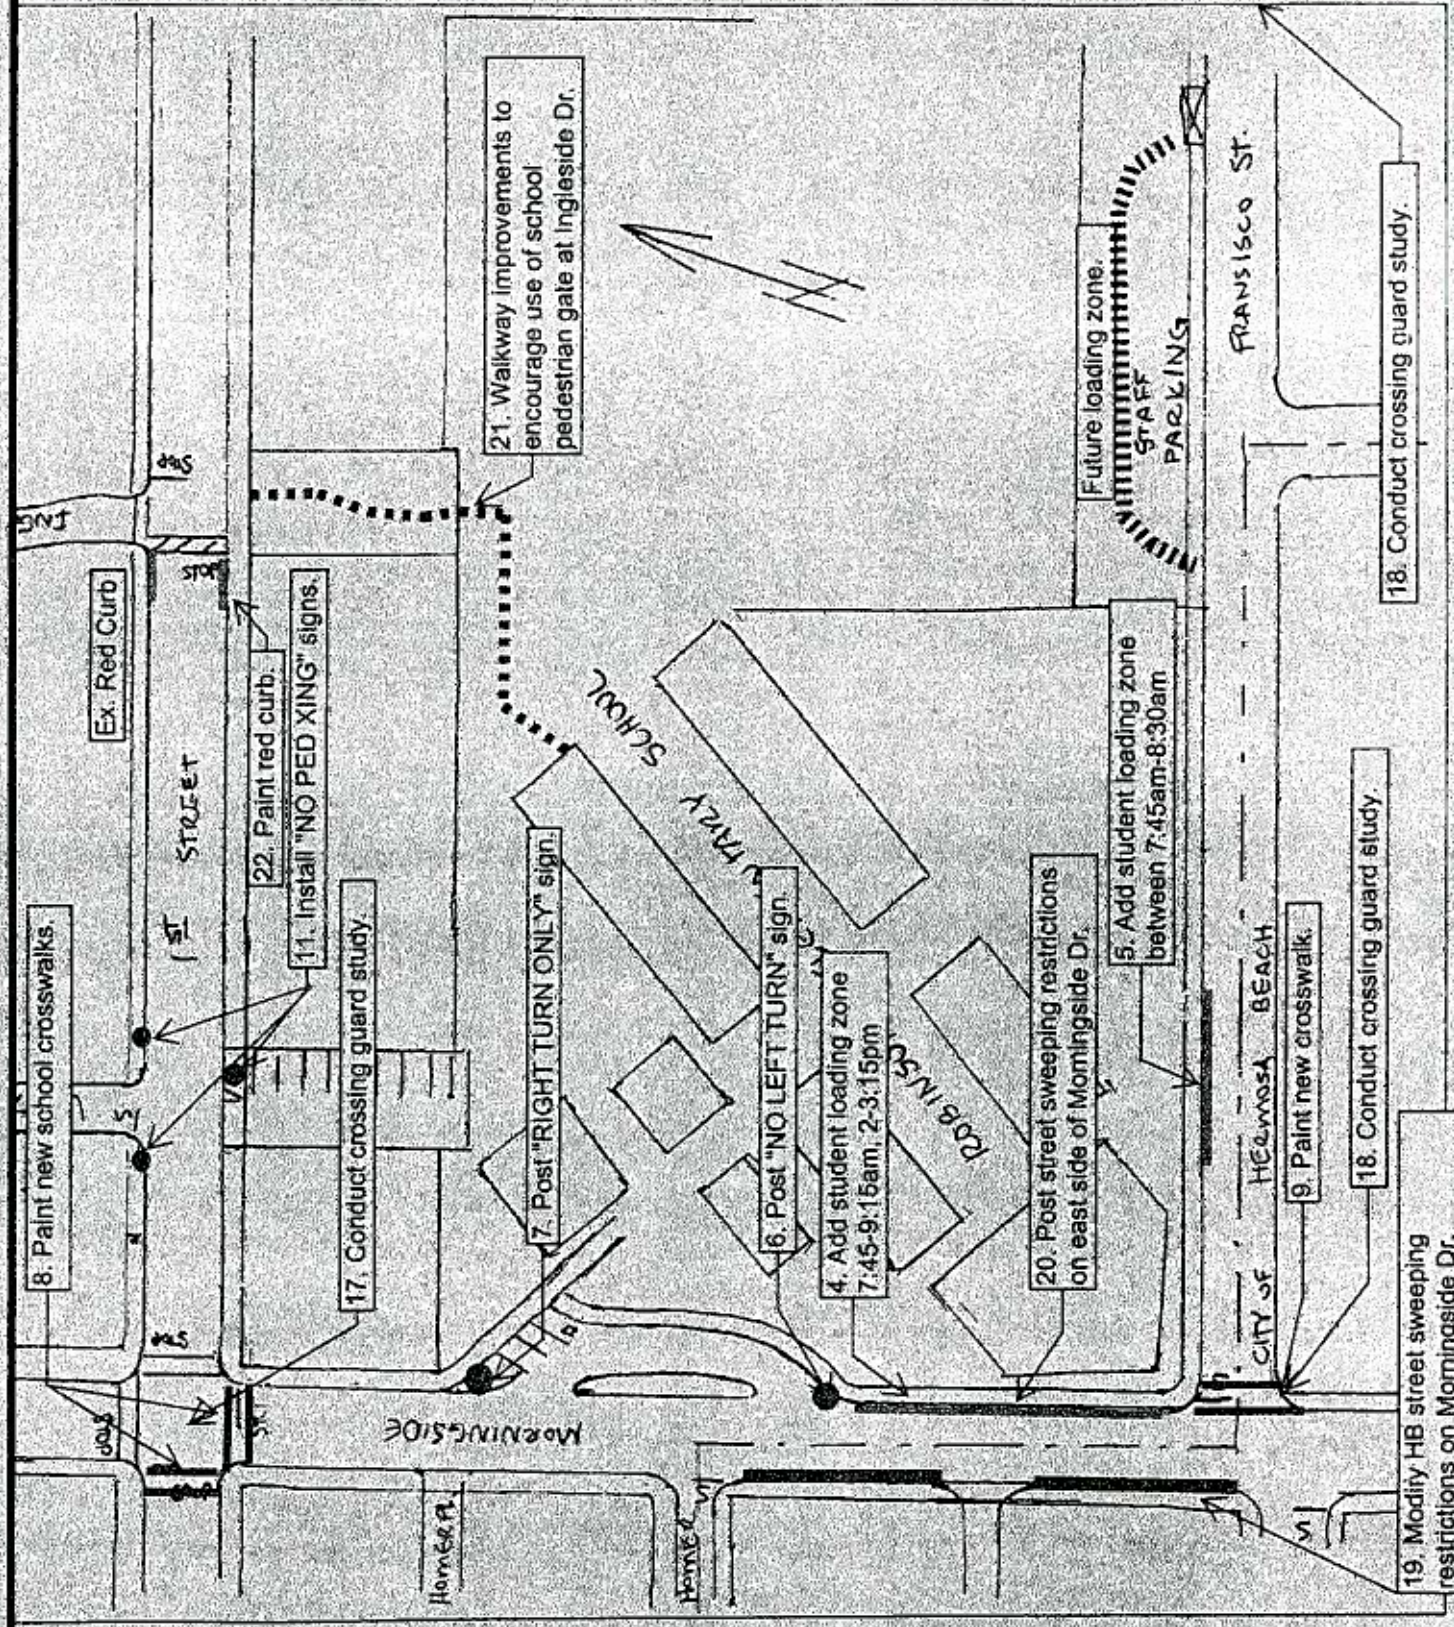 8. Paint new school crosswalks.
Ex. Red Curb
1ST STREET
STOP
22. Paint red curb.
11. Install "NO PED XING" signs.
17. Conduct crossing guard study.
21. Walkway improvements to
encourage use of school
pedestrian gate at Ingleside Dr.
7. Post "RIGHT TURN ONLY" sign.
SCHOOL
6. Post "NO LEFT TURN" sign.
4. Add student loading zone
7:45-9:15am, 2-3:15pm
20. Post street sweeping restrictions
on east side of Morningside Dr.
5. Add student loading zone
between 7:45am-8:30am
Future loading zone.
STAFF
PARKING
FRANSISCO ST.
STOP
MORNINGSIDE
HOMER PL
HOMER
CITY OF HERMOSA BEACH
9. Paint new crosswalk.
18. Conduct crossing guard study.
18. Conduct crossing guard study.
19. Modify HB street sweeping
restrictions on Morningside Dr.